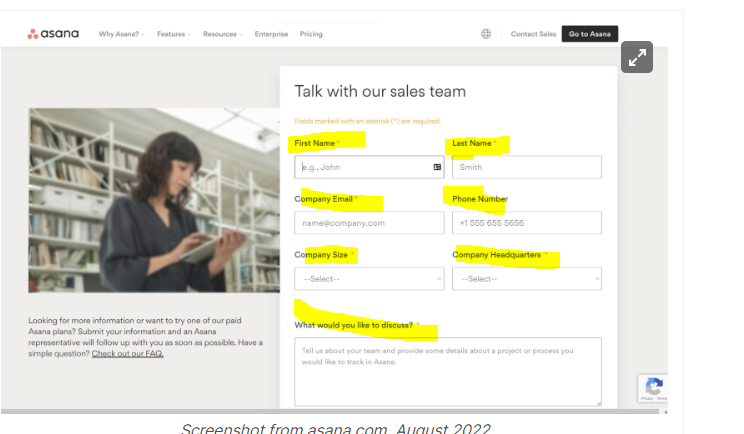 asana Why Asana? Features Resources Enterprise Pricing Contact Sales Go to Asana
Talk with our sales team
Fields marked with an asterisk (*) are required.
First Name * Last Name *
e.g., John Smith
Company Email * Phone Number
name@company.com +1 555 655 5656
Company Size * Company Headquarters *
--Select-- --Select--
What would you like to discuss? *
Tell us about your team and provide some details about a project or process you
would like to track in Asana.
Looking for more information or want to try one of our paid
Asana plans? Submit your information and an Asana
representative will follow up with you as soon as possible. Have a
simple question? Check out our FAQ.
Privacy - Terms
Screenshot from asana.com, August 2022